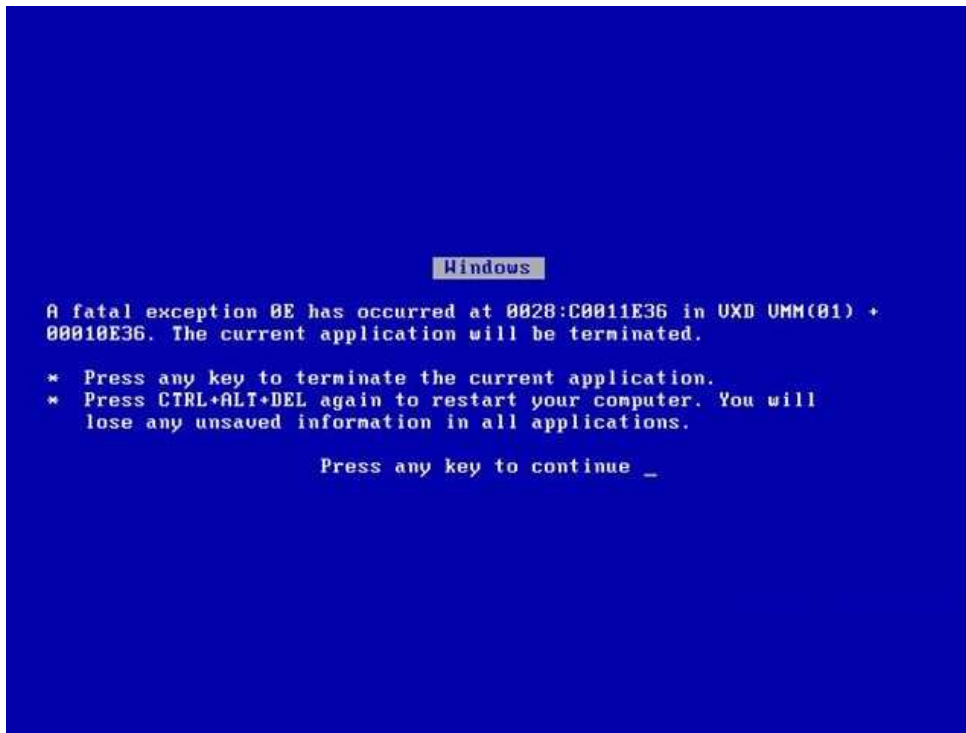 Windows
A fatal exception 0E has occurred at 0028:C0011E36 in VXD VMM(01) +
00010E36. The current application will be terminated.
* Press any key to terminate the current application.
* Press CTRL+ALT+DEL again to restart your computer. You will
lose any unsaved information in all applications.
Press any key to continue _